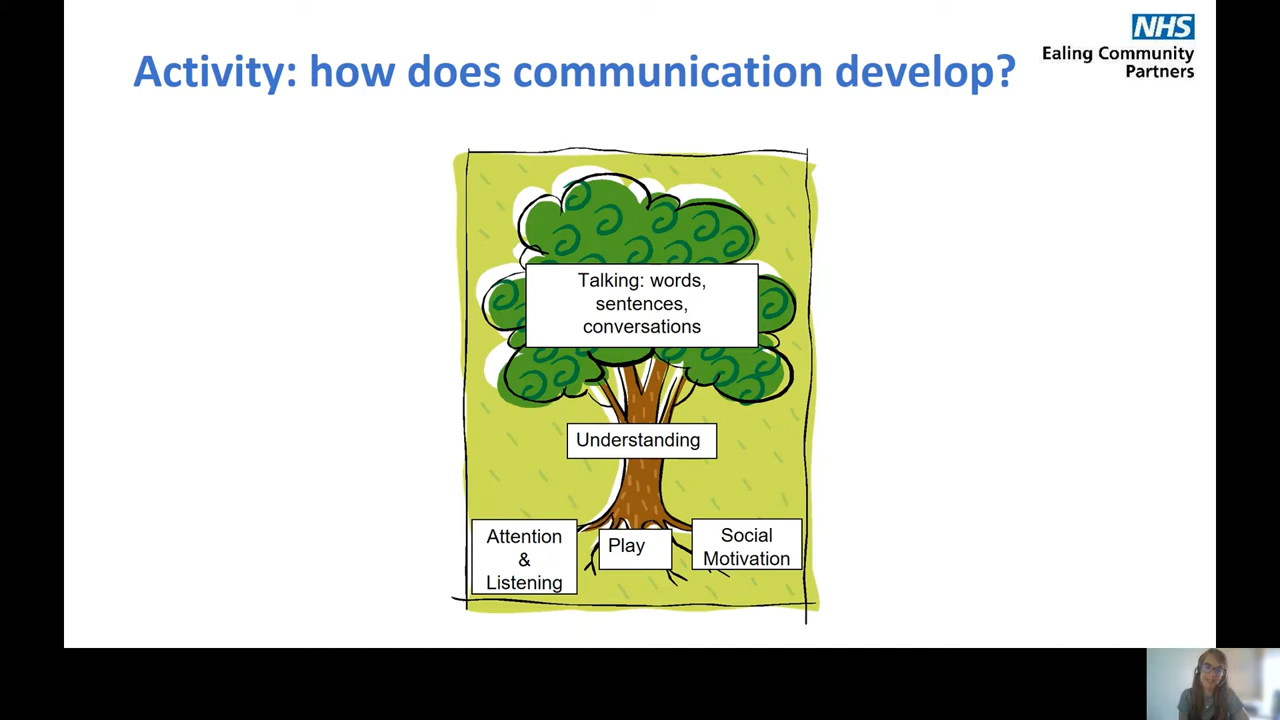 NHS
Ealing Community
Partners
Activity: how does communication develop?
Talking: words,
sentences,
conversations
Understanding
Attention
&
Listening
Play
Social
Motivation